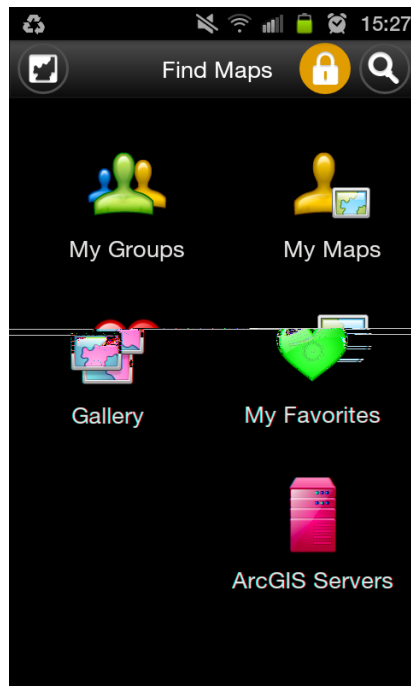 15:27
Find Maps
My Groups
My Maps
Gallery
My Favorites
ArcGIS Servers